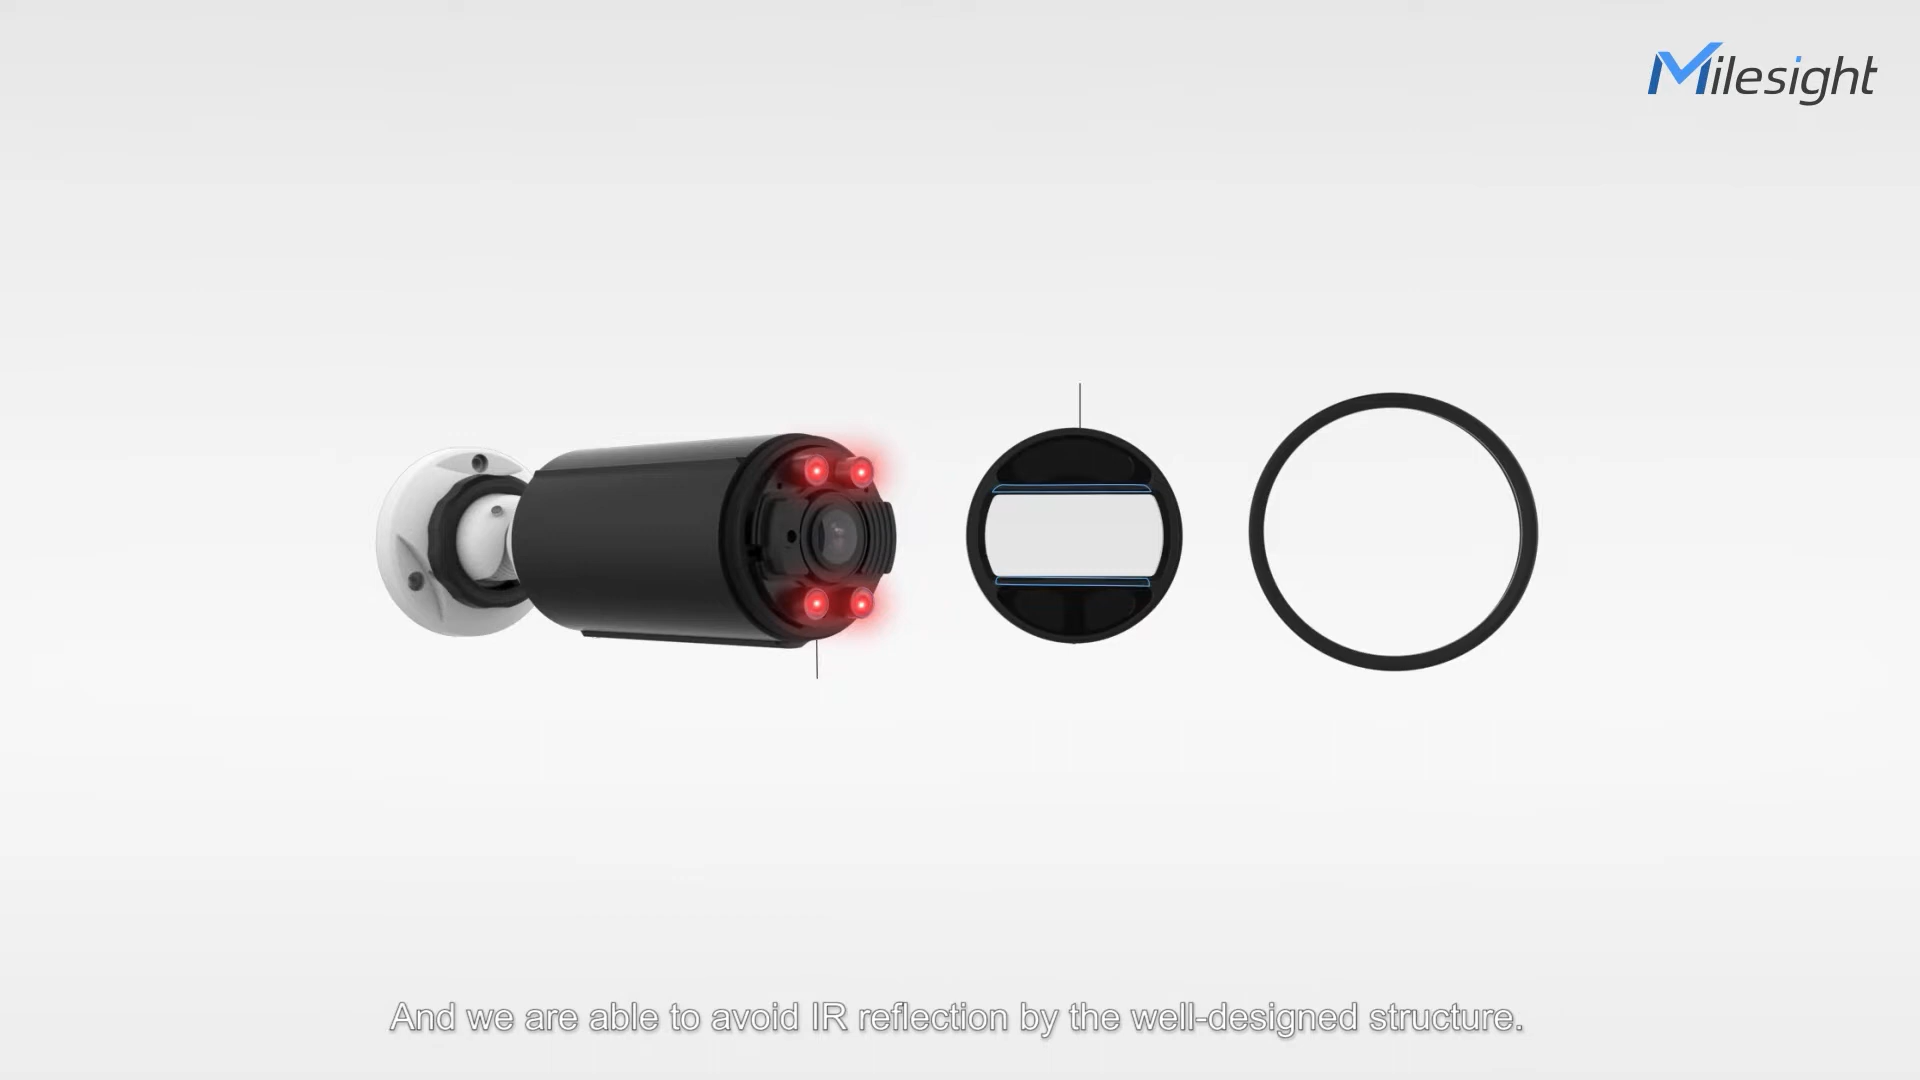 Milesight
And we are able to avoid IR reflection by the well-designed structure.